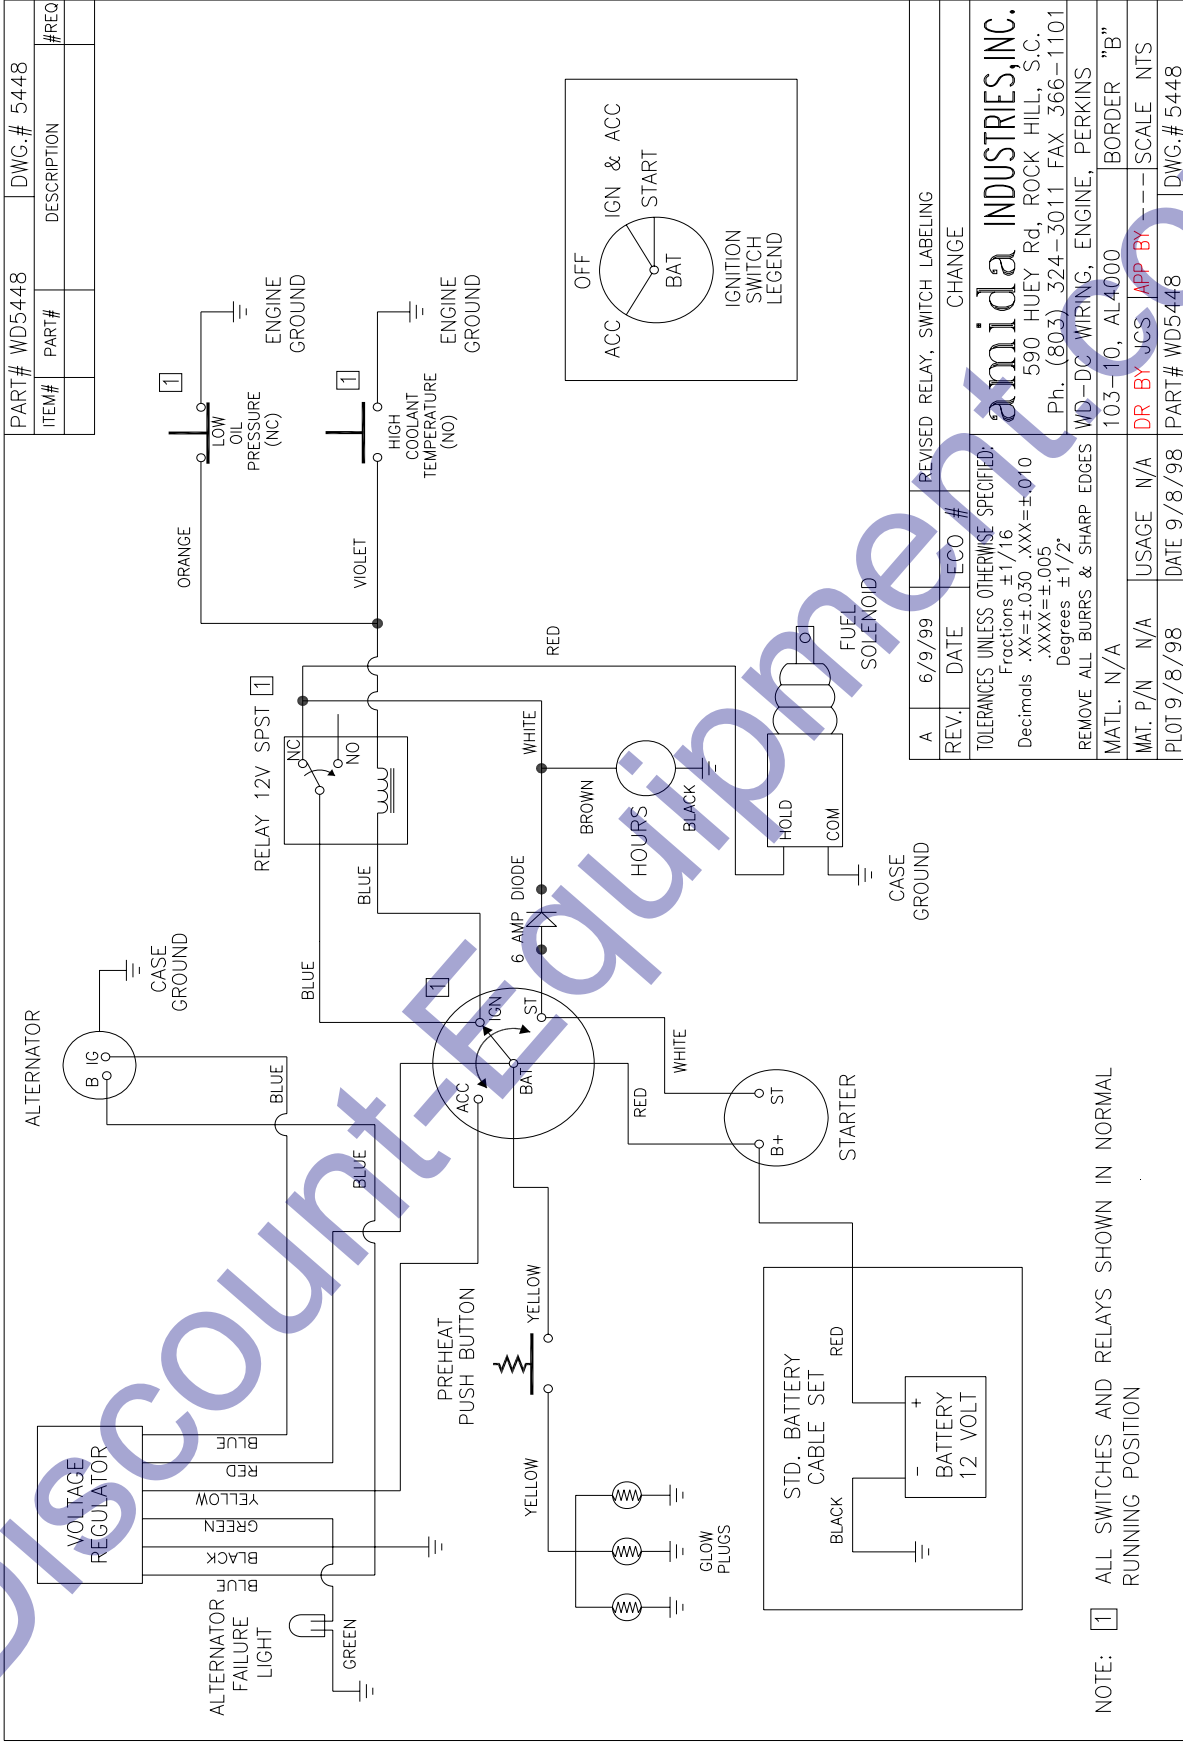 PART# WD5448
DWG.# 5448
ITEM#
PART#
DESCRIPTION
#REQ
ALTERNATOR
B
IG
CASE
GROUND
VOLTAGE
REGULATOR
BLUE
BLACK
GREEN
YELLOW
RED
BLUE
BLUE
BLUE
ALTERNATOR
FAILURE
LIGHT
GREEN
RELAY 12V SPST
1
NC
NO
BLUE
BLUE
ORANGE
LOW
OIL
PRESSURE
(NC)
1
ENGINE
GROUND
VIOLET
HIGH
COOLANT
TEMPERATURE
(NO)
1
ENGINE
GROUND
1
ACC
IGN
ST
BAT
6 AMP DIODE
WHITE
RED
BROWN
BLACK
HOURS
HOLD
COM
FUEL
SOLENOID
CASE
GROUND
PREHEAT
PUSH BUTTON
YELLOW
YELLOW
GLOW
PLUGS
RED
WHITE
B+
ST
STARTER
STD. BATTERY
CABLE SET
RED
BLACK
-
+
BATTERY
12 VOLT
OFF
ACC
IGN & ACC
START
BAT
IGNITION
SWITCH
LEGEND
NOTE: 1 ALL SWITCHES AND RELAYS SHOWN IN NORMAL
RUNNING POSITION
A
6/9/99
REVISED RELAY, SWITCH LABELING
REV.
DATE
ECO #
CHANGE
TOLERANCES UNLESS OTHERWISE SPECIFIED:
Fractions ±1/16
Decimals .XX=±.030 .XXX=±.010
.XXXX=±.005
Degrees ±1/2°
REMOVE ALL BURRS & SHARP EDGES
amida INDUSTRIES,INC.
590 HUEY Rd, ROCK HILL, S.C.
Ph. (803) 324-3011 FAX 366-1101
WD-DC WIRING, ENGINE, PERKINS
MATL. N/A
103-10, AL4000
BORDER "B"
MAT. P/N N/A
USAGE N/A
DR BY JCS
APP BY ---
SCALE NTS
PLOT 9/8/98
DATE 9/8/98
PART# WD5448
DWG.# 5448
Discount-Equipment.co